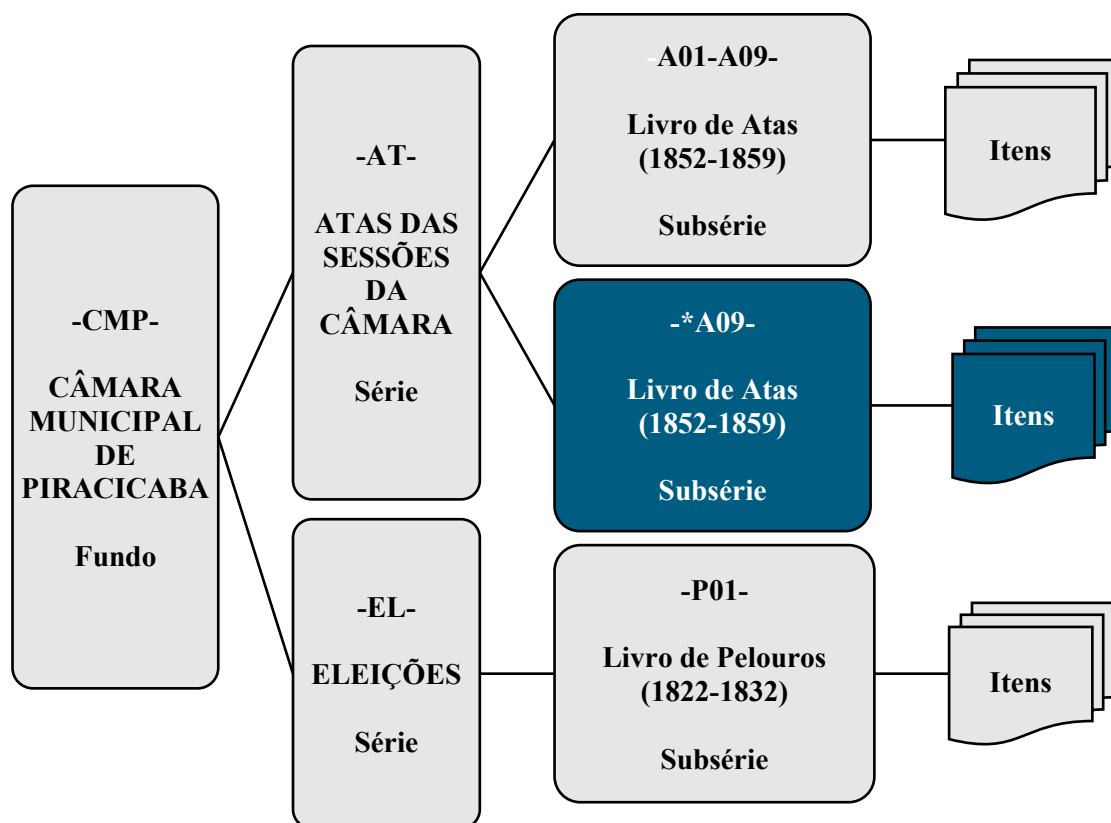 -CMP-
CÂMARA
MUNICIPAL
DE
PIRACICABA
Fundo
-AT-
ATAS DAS
SESSÕES
DA
CÂMARA
Série
-EL-
ELEIÇÕES
Série
-A01-A09-
Livro de Atas
(1852-1859)
Subsérie
Itens
-*A09-
Livro de Atas
(1852-1859)
Subsérie
Itens
-P01-
Livro de Pelouros
(1822-1832)
Subsérie
Itens